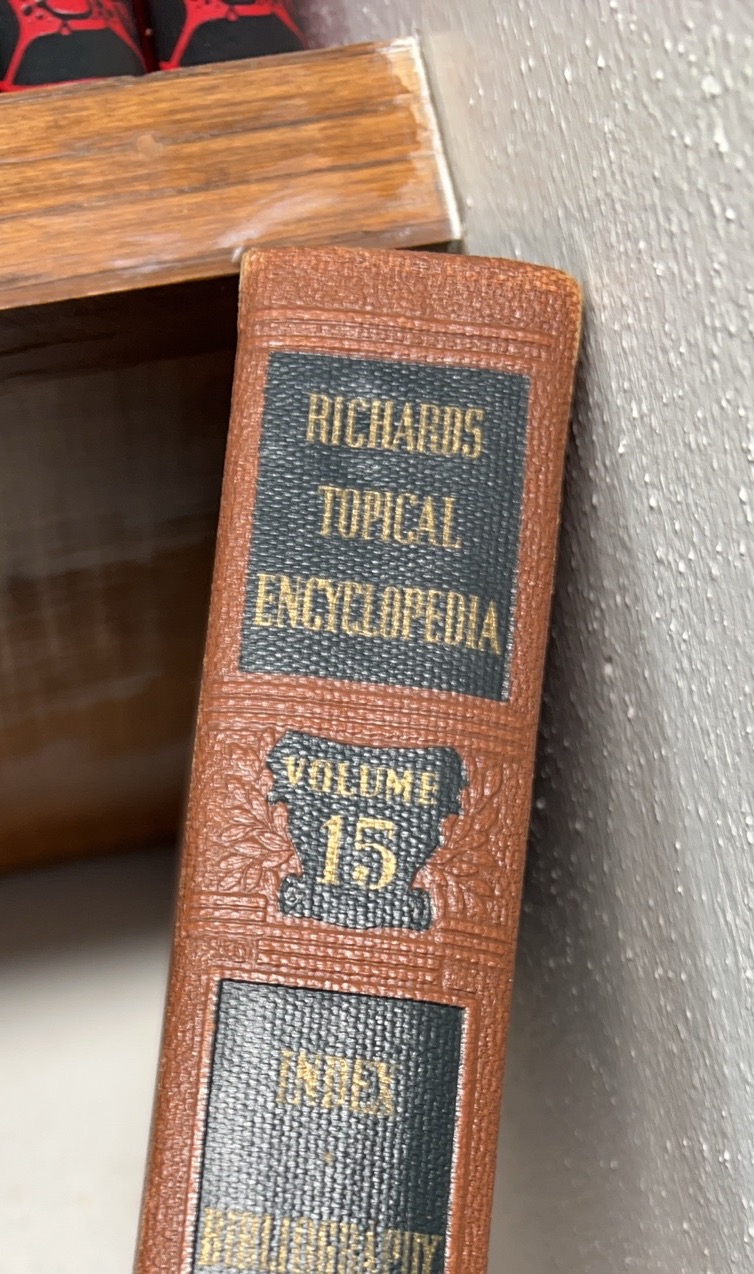 RICHARDS
TOPICAL
ENCYCLOPEDIA
VOLUME
15
INDEX
BIBLIOGRAPHY